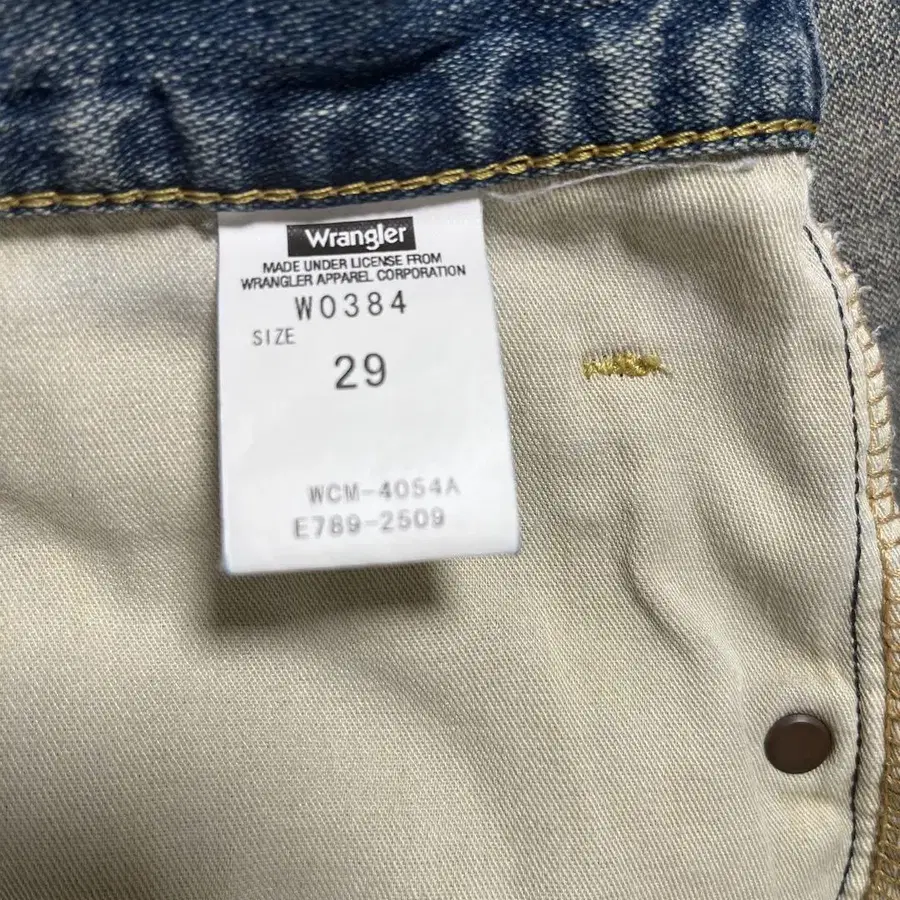 Wrangler
MADE UNDER LICENSE FROM
WRANGLER APPAREL CORPORATION
W0384
SIZE
29
WCM-4054A
E789-2509